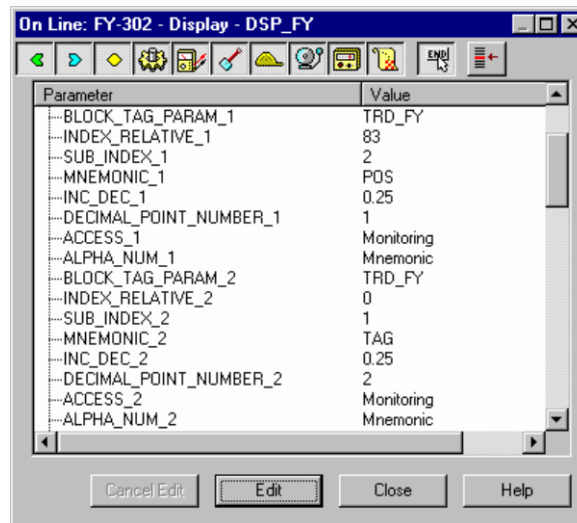 On Line: FY-302 - Display - DSP_FY
END!
Parameter Value
BLOCK_TAG_PARAM_1 TRD_FY
INDEX_RELATIVE_1 83
SUB_INDEX_1 2
MNEMONIC_1 POS
INC_DEC_1 0.25
DECIMAL_POINT_NUMBER_1 1
ACCESS_1 Monitoring
ALPHA_NUM_1 Mnemonic
BLOCK_TAG_PARAM_2 TRD_FY
INDEX_RELATIVE_2 0
SUB_INDEX_2 1
MNEMONIC_2 TAG
INC_DEC_2 0.25
DECIMAL_POINT_NUMBER_2 2
ACCESS_2 Monitoring
ALPHA_NUM_2 Mnemonic
Cancel Edit Edit Close Help